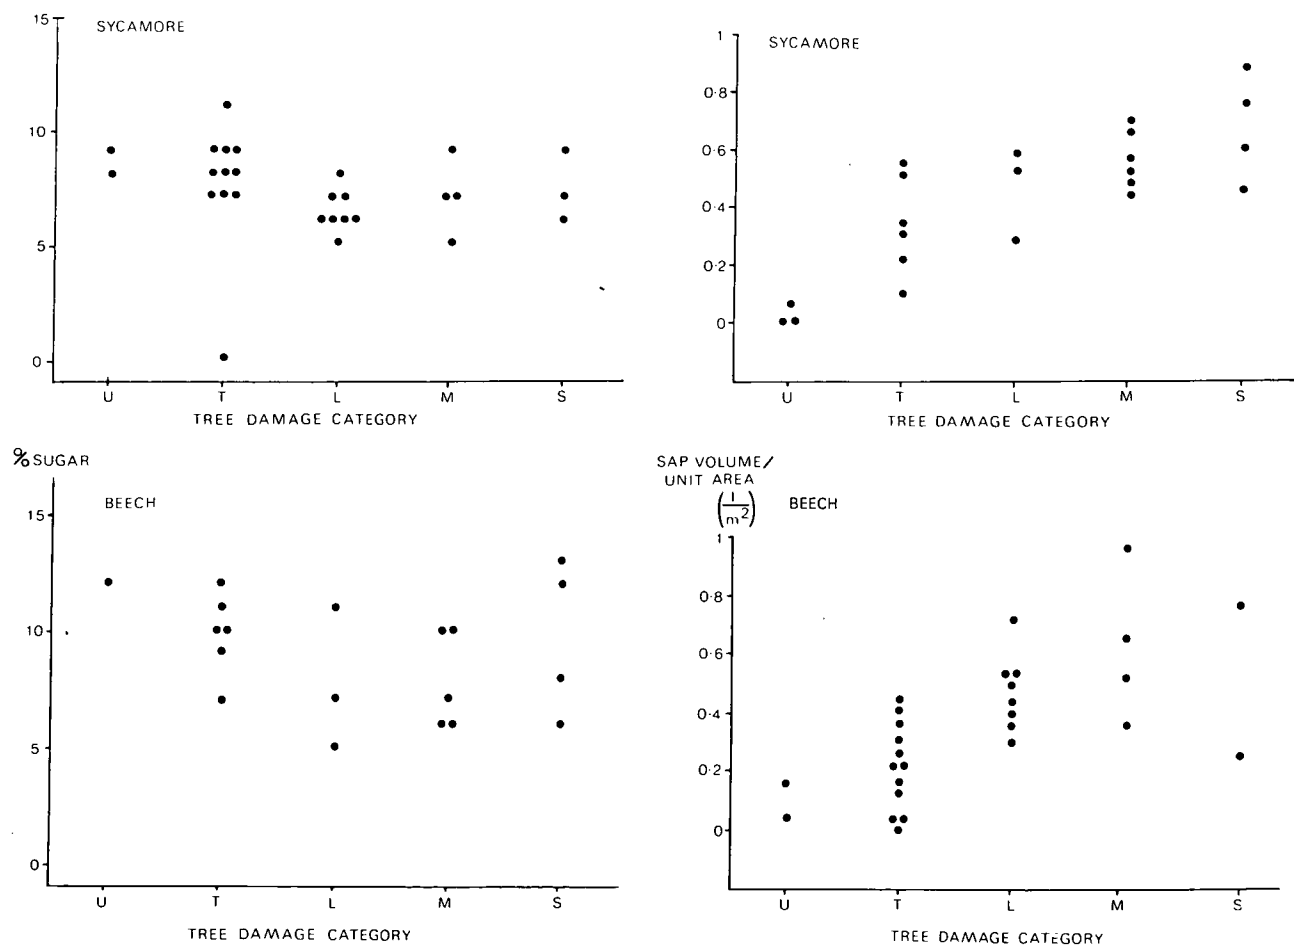 SYCAMORE
15
10
5
0
U T L M S
TREE DAMAGE CATEGORY
SYCAMORE
1
0·8
0·6
0·4
0·2
0
U T L M S
TREE DAMAGE CATEGORY
% SUGAR
BEECH
15
10
5
0
U T L M S
TREE DAMAGE CATEGORY
SAP VOLUME/
UNIT AREA
(l/m²)
BEECH
1
0·8
0·6
0·4
0·2
0
U T L M S
TREE DAMAGE CATEGORY